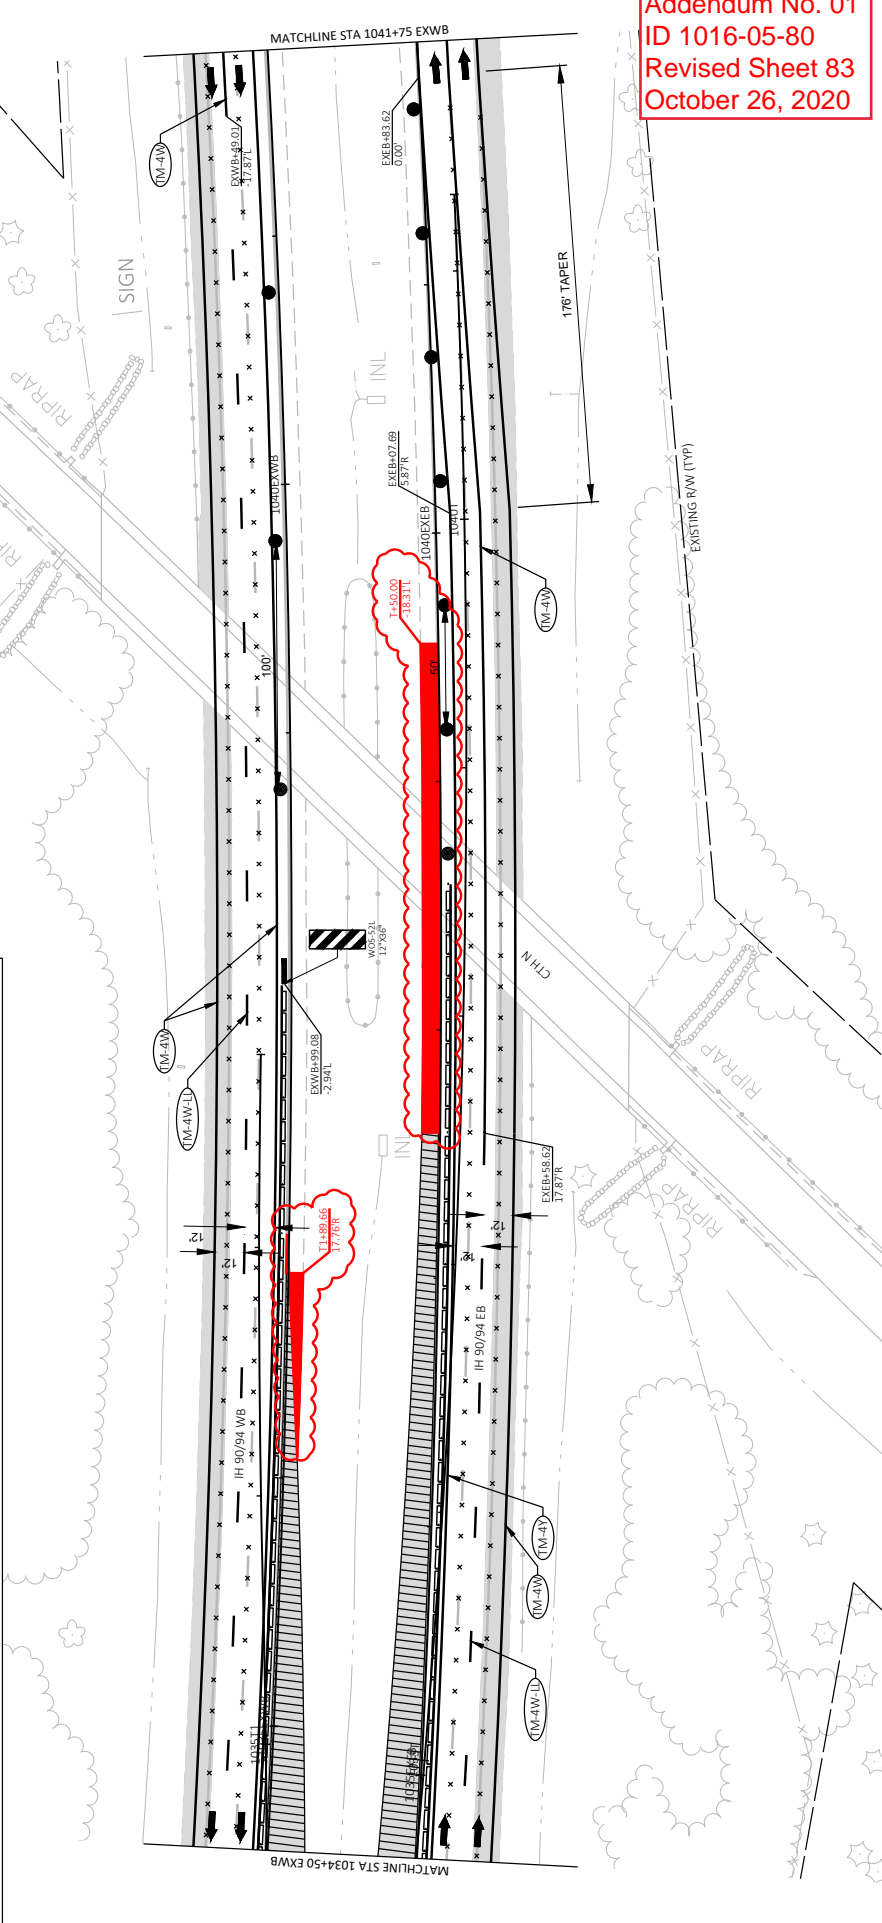 Addendum No. 01
ID 1016-05-80
Revised Sheet 83
October 26, 2020
MATCHLINE STA 1041+75 EXWB
TM-4W
EXWB+49.01
-17.87'L
EXEB+83.62
0.00'
SIGN
176' TAPER
RIPRAP
INL
EXEB+07.69
5.87'R
1040EXWB
1040EXEB
1040T
EXISTING R/W (TYP)
T+50.00
-18.31'L
TM-4W
100'
50'
WO5-52L
12"X36"
CTH N
TM-4W
TM-4W-LL
EXWB+99.08
-2.94'L
INL
RIPRAP
EXEB+58.62
17.87'R
RIPRAP
12'
12'
T1+89.66
17.76'R
12'
12'
IH 90/94 WB
IH 90/94 EB
TM-4Y
TM-4W
TM-4W-LL
1035T1
MATCHLINE STA 1034+50 EXWB